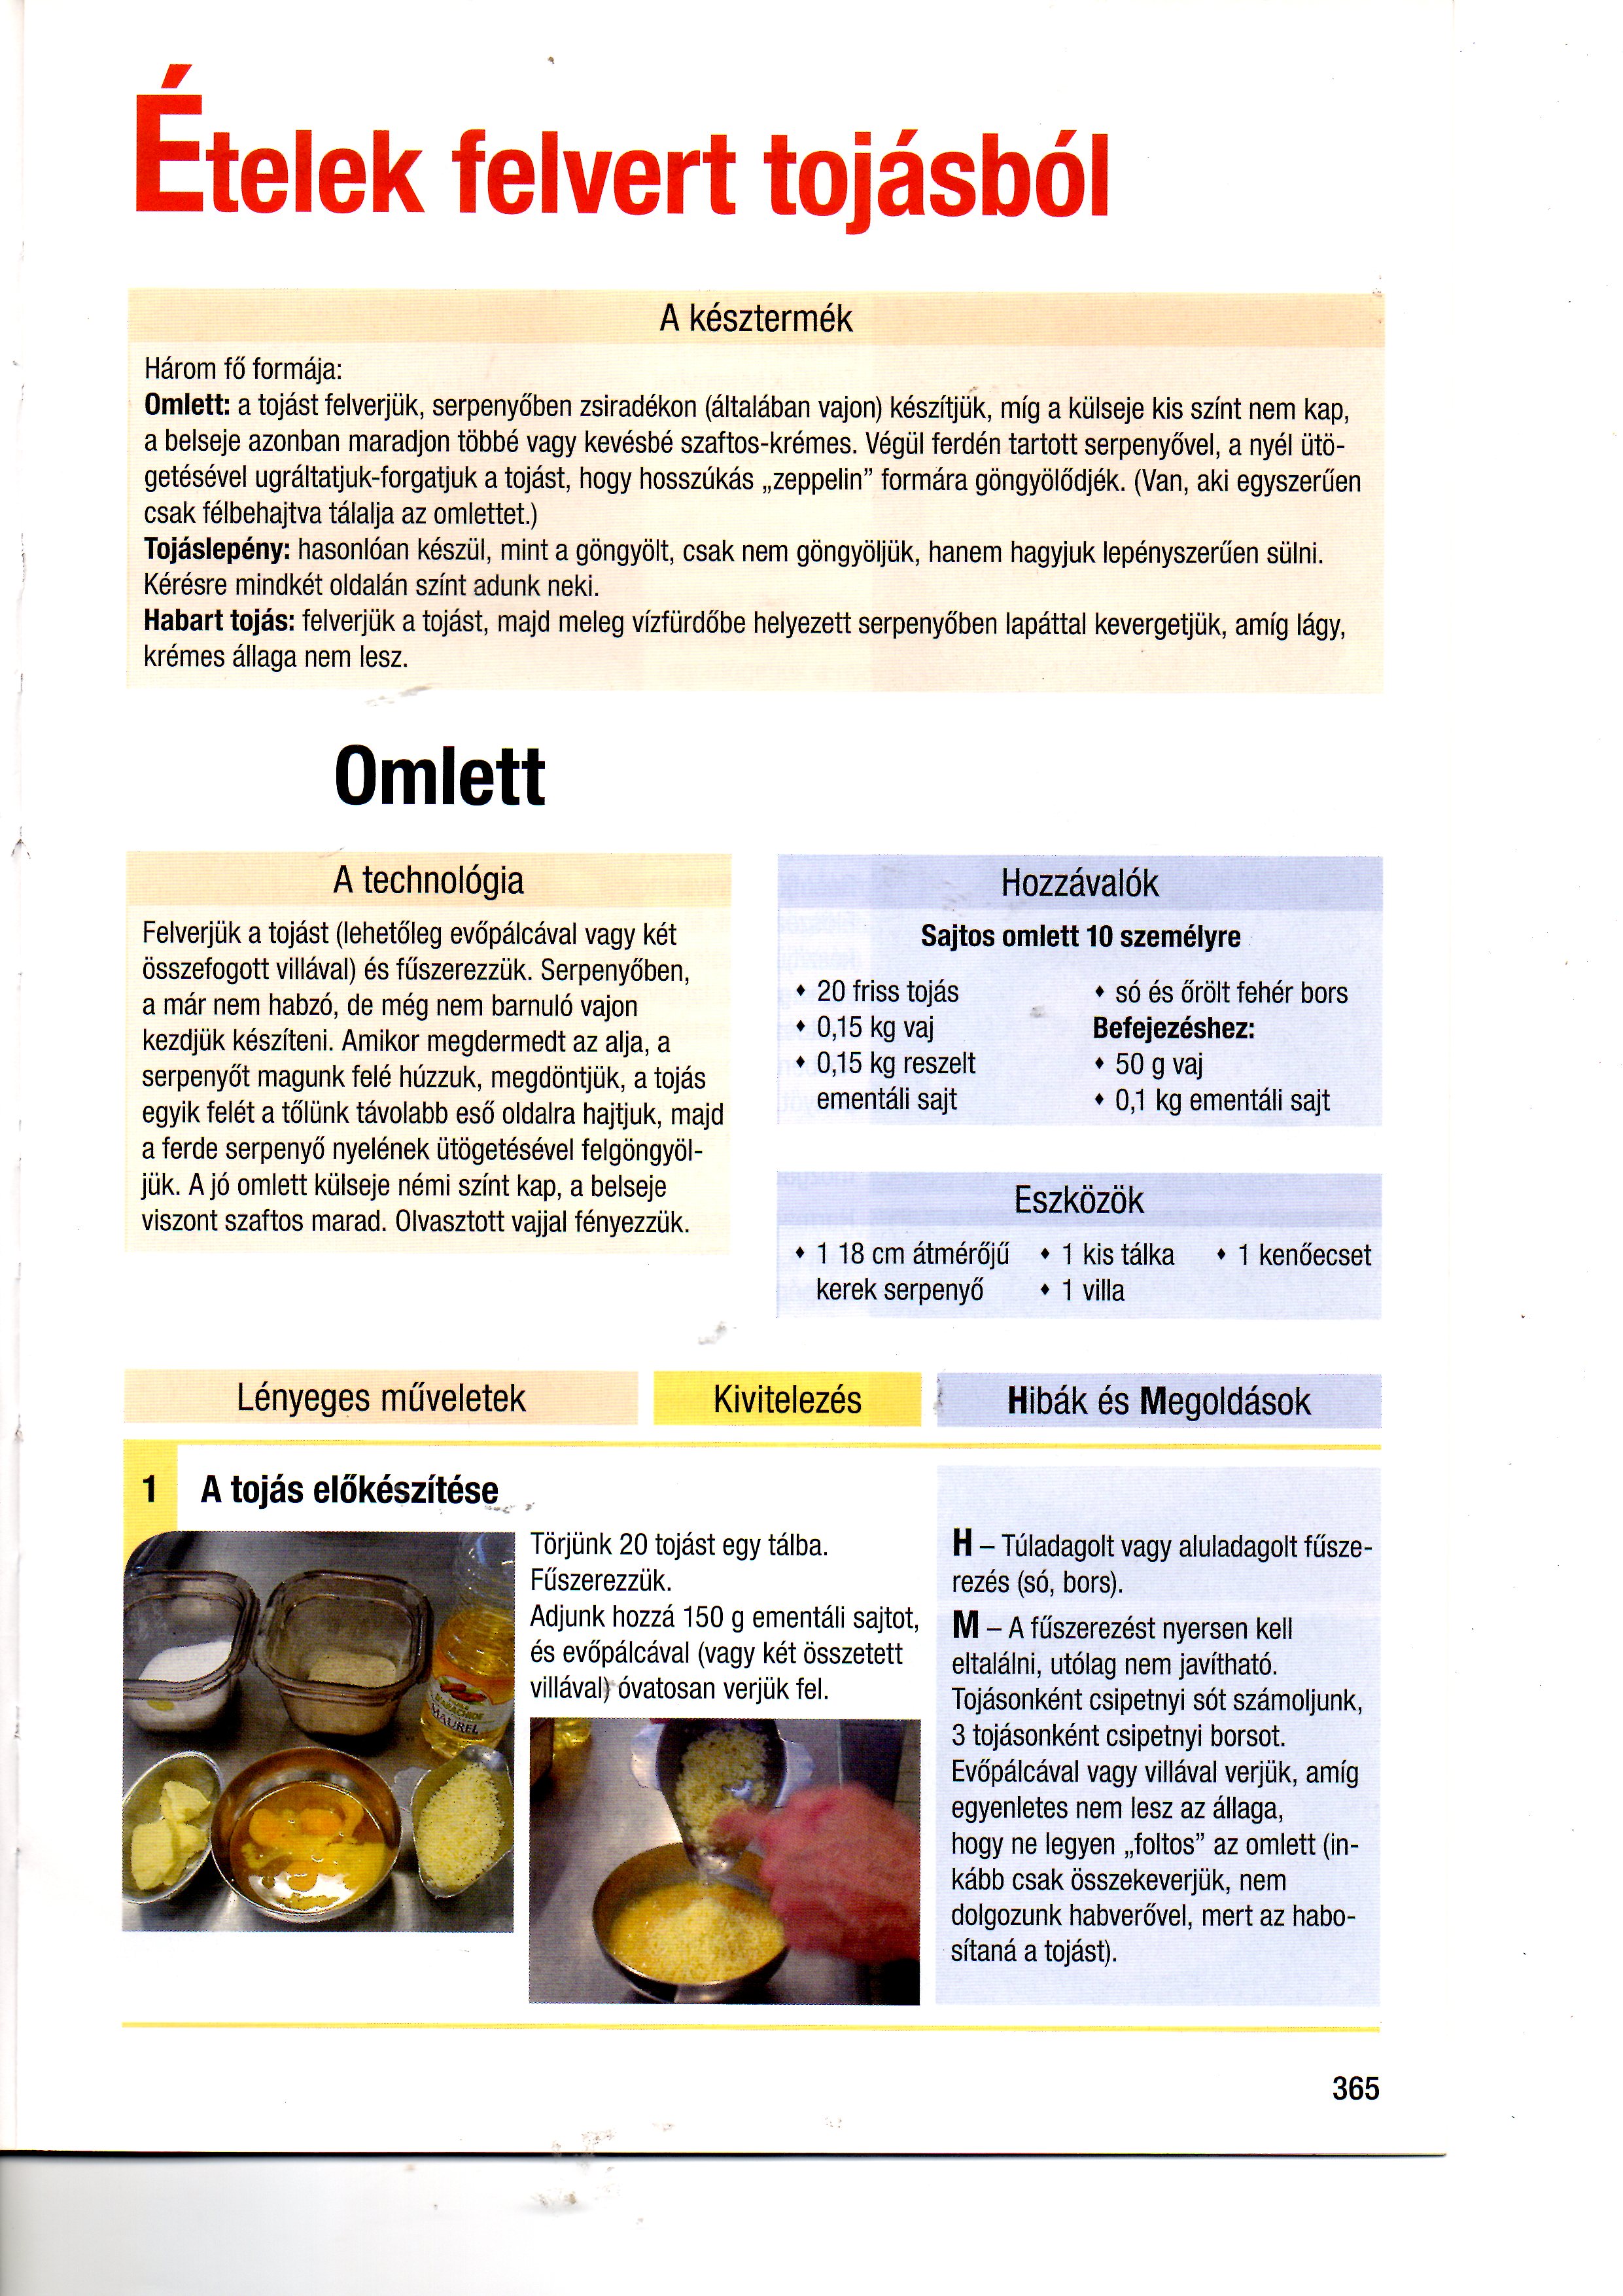 Ételek felvert tojásból
A késztermék
Három fő formája:
Omlett: a tojást felverjük, serpenyőben zsiradékon (általában vajon) készítjük, míg a külseje kis színt nem kap,
a belseje azonban maradjon többé vagy kevésbé szaftos-krémes. Végül ferdén tartott serpenyővel, a nyél ütö-
getésével ugráltatjuk-forgatjuk a tojást, hogy hosszúkás „zeppelin” formára göngyölődjék. (Van, aki egyszerűen
csak félbehajtva tálalja az omlettet.)
Tojáslepény: hasonlóan készül, mint a göngyölt, csak nem göngyöljük, hanem hagyjuk lepényszerűen sülni.
Kérésre mindkét oldalán színt adunk neki.
Habart tojás: felverjük a tojást, majd meleg vízfürdőbe helyezett serpenyőben lapáttal kevergetjük, amíg lágy,
krémes állaga nem lesz.
Omlett
A technológia
Felverjük a tojást (lehetőleg evőpálcával vagy két
összefogott villával) és fűszerezzük. Serpenyőben,
a már nem habzó, de még nem barnuló vajon
kezdjük készíteni. Amikor megdermedt az alja, a
serpenyőt magunk felé húzzuk, megdöntjük, a tojás
egyik felét a tőlünk távolabb eső oldalra hajtjuk, majd
a ferde serpenyő nyelének ütögetésével felgöngyöl-
jük. A jó omlett külseje némi színt kap, a belseje
viszont szaftos marad. Olvasztott vajjal fényezzük.
Hozzávalók
Sajtos omlett 10 személyre
♦ 20 friss tojás
♦ 0,15 kg vaj
♦ 0,15 kg reszelt
ementáli sajt
♦ só és őrölt fehér bors
Befejezéshez:
♦ 50 g vaj
♦ 0,1 kg ementáli sajt
Eszközök
♦ 1 18 cm átmérőjű
kerek serpenyő
♦ 1 kis tálka
♦ 1 villa
♦ 1 kenőecset
Lényeges műveletek
Kivitelezés
Hibák és Megoldások
1 A tojás előkészítése
MAUREL
Törjünk 20 tojást egy tálba.
Fűszerezzük.
Adjunk hozzá 150 g ementáli sajtot,
és evőpálcával (vagy két összetett
villával) óvatosan verjük fel.
H – Túladagolt vagy aluladagolt fűsze-
rezés (só, bors).
M – A fűszerezést nyersen kell
eltalálni, utólag nem javítható.
Tojásonként csipetnyi sót számoljunk,
3 tojásonként csipetnyi borsot.
Evőpálcával vagy villával verjük, amíg
egyenletes nem lesz az állaga,
hogy ne legyen „foltos” az omlett (in-
kább csak összekeverjük, nem
dolgozunk habverővel, mert az habo-
sítaná a tojást).
365